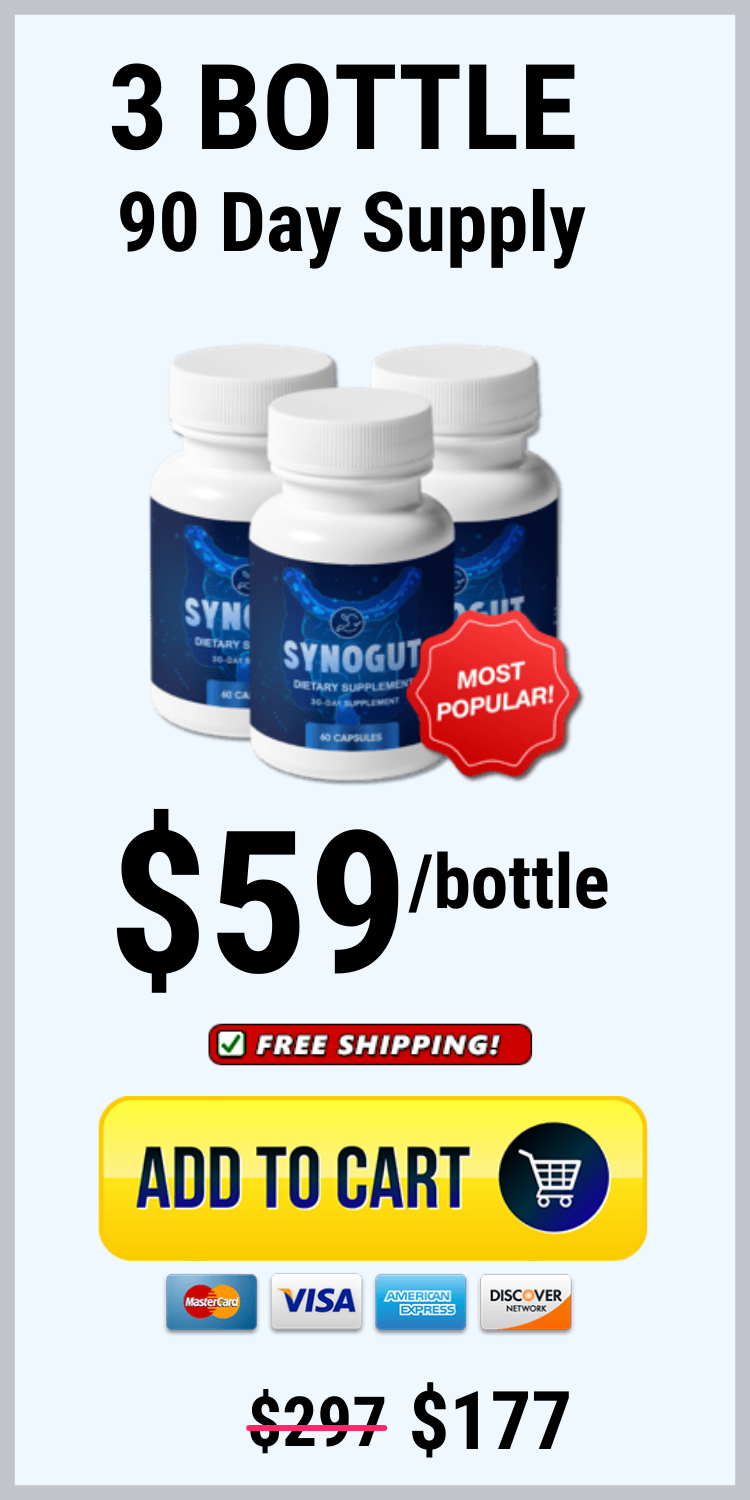 3 BOTTLE
90 Day Supply
SYNOGUT
DIETARY SUPPLEMENT
30-DAY SUPPLEMENT
60 CAPSULES
MOST
POPULAR!
$59/bottle
FREE SHIPPING!
ADD TO CART
MasterCard
VISA
AMERICAN
EXPRESS
DISCOVER
NETWORK
$297 $177